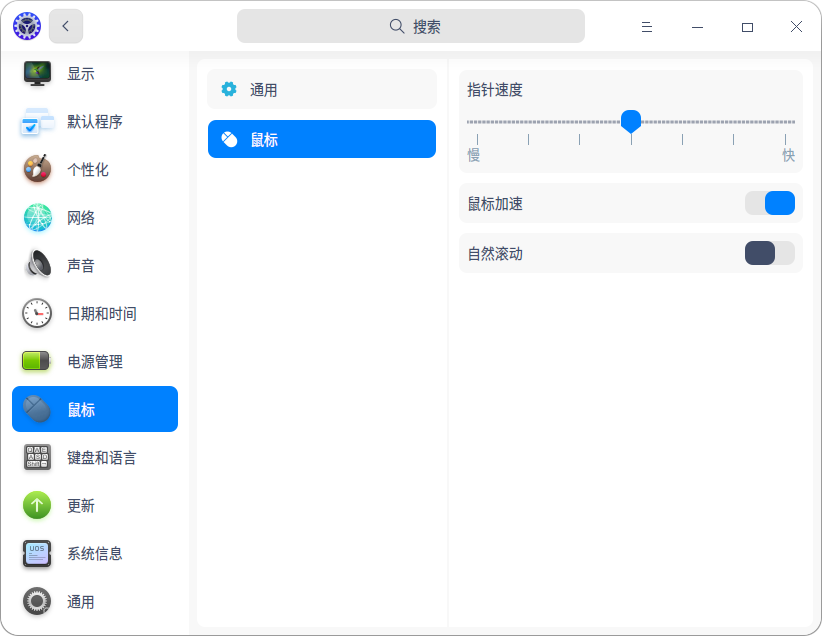 搜索
显示
默认程序
个性化
网络
声音
日期和时间
电源管理
鼠标
键盘和语言
更新
UOS
系统信息
通用
通用
鼠标
指针速度
慢 快
鼠标加速
自然滚动